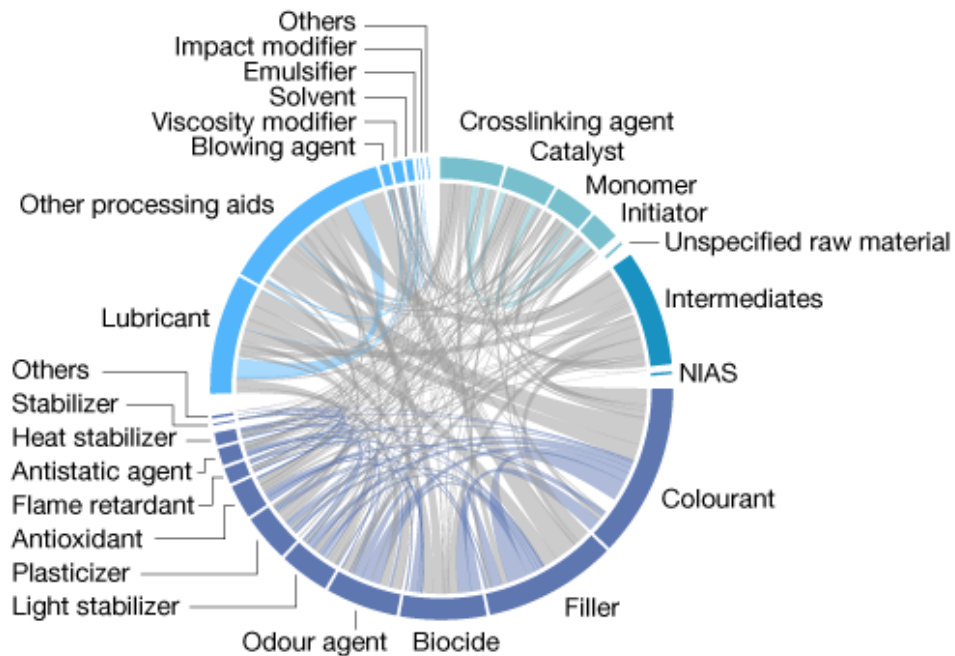 Others
Impact modifier
Emulsifier
Solvent
Viscosity modifier
Blowing agent
Other processing aids
Lubricant
Others
Stabilizer
Heat stabilizer
Antistatic agent
Flame retardant
Antioxidant
Plasticizer
Light stabilizer
Odour agent
Biocide
Filler
Colourant
NIAS
Intermediates
Unspecified raw material
Initiator
Monomer
Catalyst
Crosslinking agent